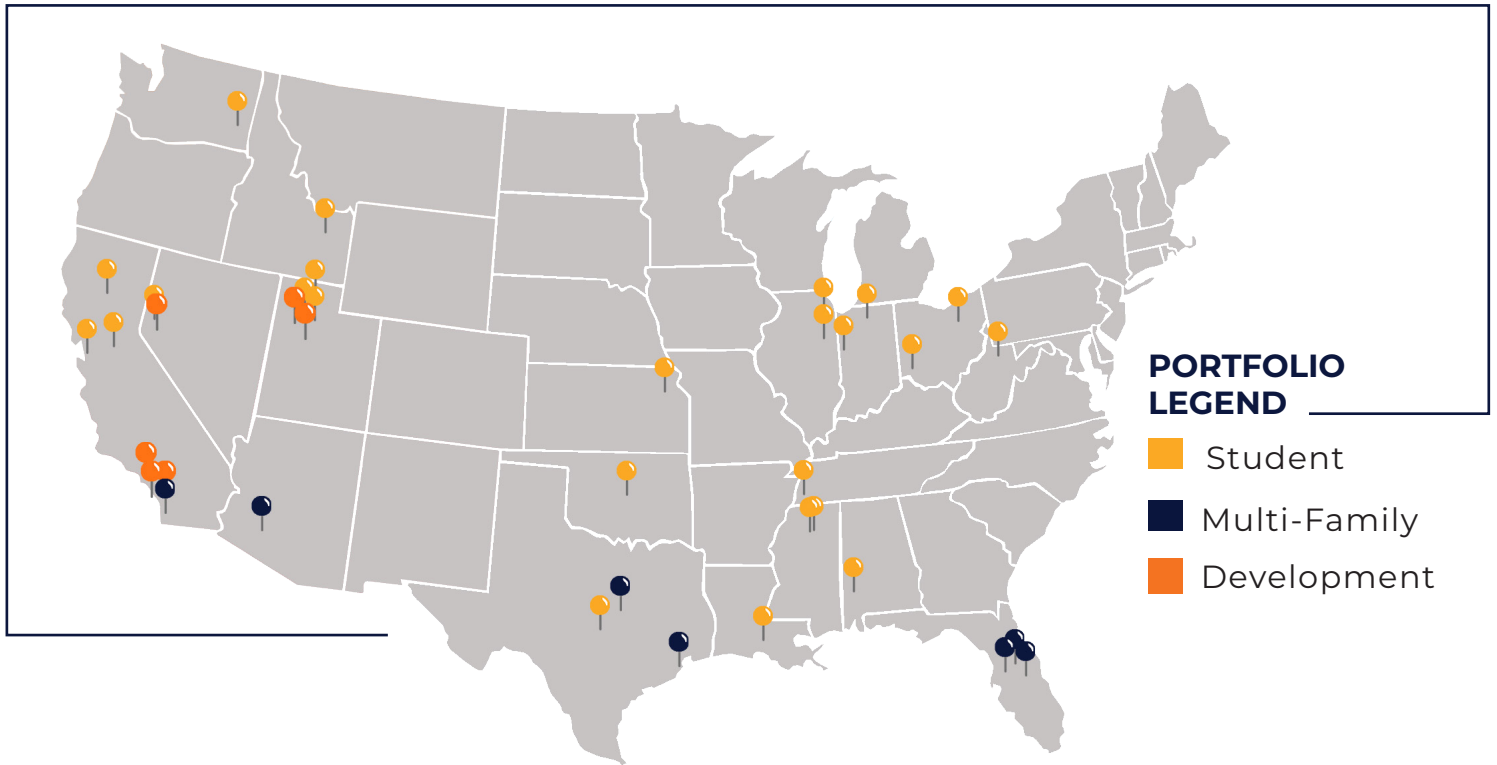 PORTFOLIO
LEGEND
Student
Multi-Family
Development